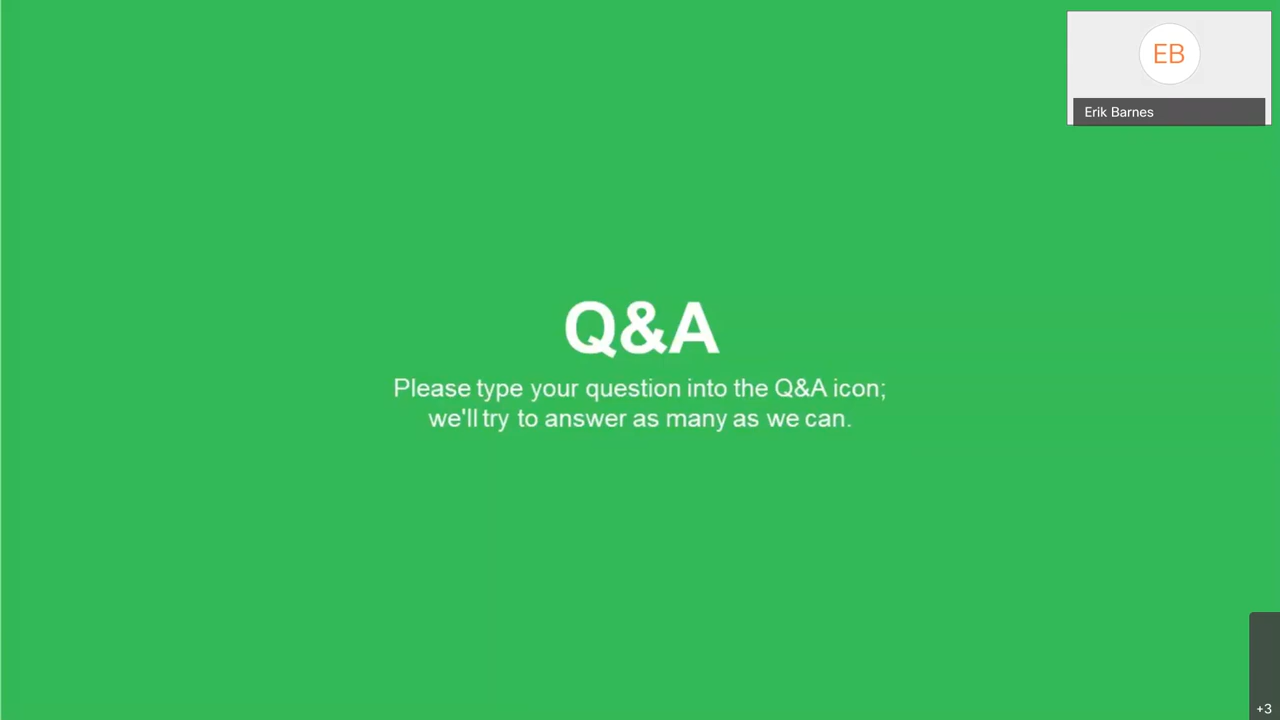 EB
Erik Barnes
Q&A
Please type your question into the Q&A icon;
we'll try to answer as many as we can.
+3